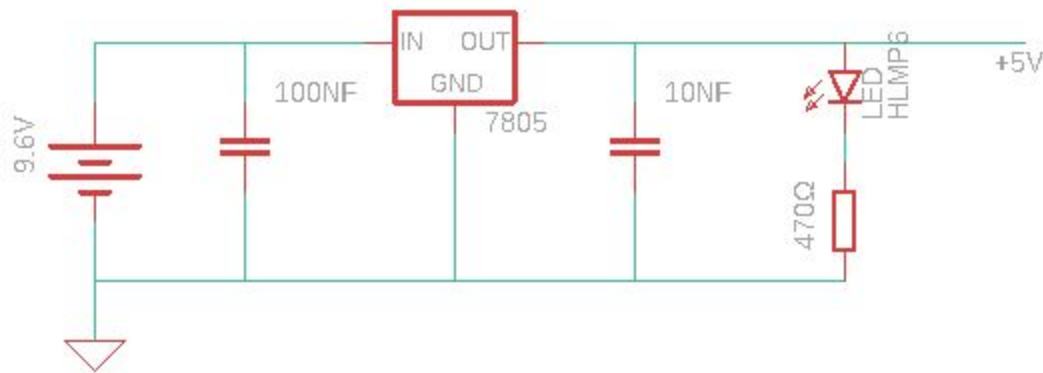 9.6V
100NF
IN OUT
GND
7805
10NF
LED
HLMP6
470Ω
+5V